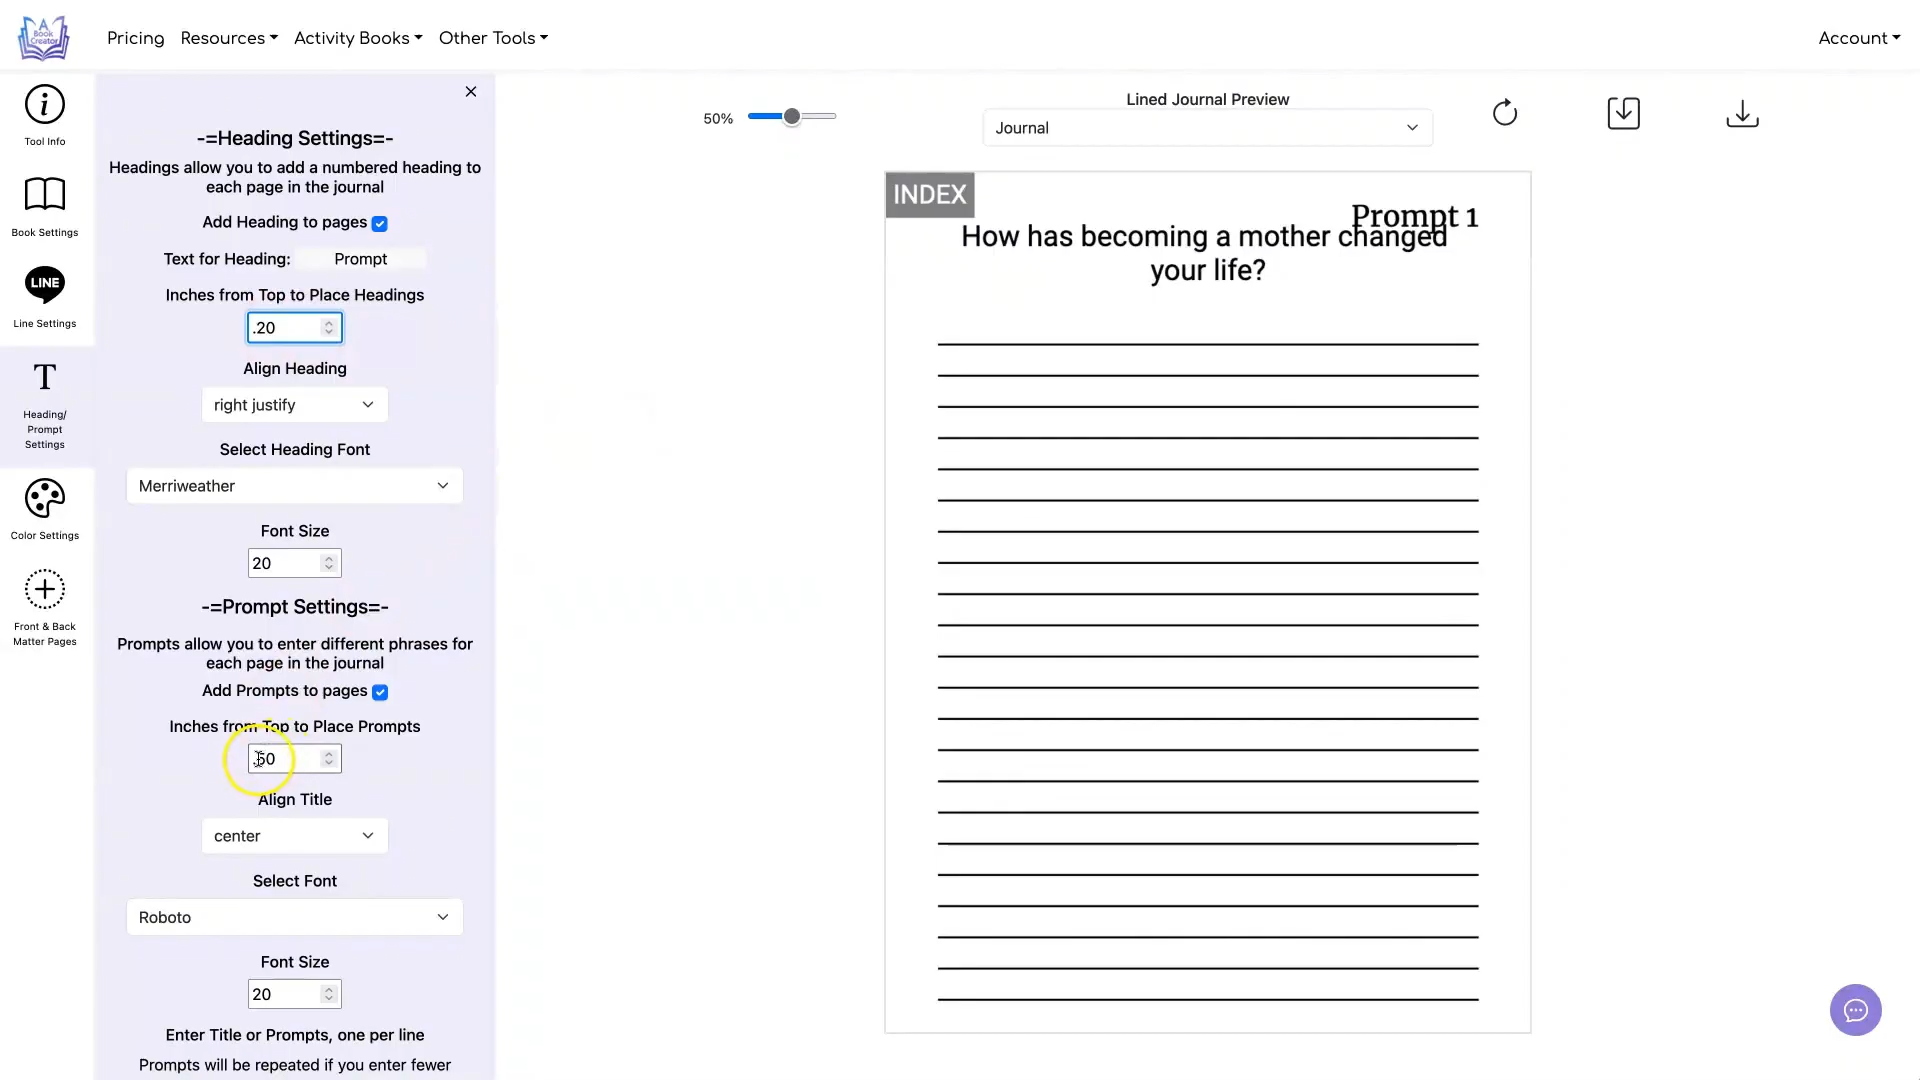 A
Book
Creator
Pricing
Resources
Activity Books
Other Tools
Account
Tool Info
Book Settings
LINE
Line Settings
T
Heading/
Prompt
Settings
Color Settings
Front & Back
Matter Pages
-=Heading Settings=-
Headings allow you to add a numbered heading to
each page in the journal
Add Heading to pages
Text for Heading: Prompt
Inches from Top to Place Headings
.20
Align Heading
right justify
Select Heading Font
Merriweather
Font Size
20
-=Prompt Settings=-
Prompts allow you to enter different phrases for
each page in the journal
Add Prompts to pages
Inches from Top to Place Prompts
.50
Align Title
center
Select Font
Roboto
Font Size
20
Enter Title or Prompts, one per line
Prompts will be repeated if you enter fewer
50%
Lined Journal Preview
Journal
INDEX
Prompt 1
How has becoming a mother changed
your life?